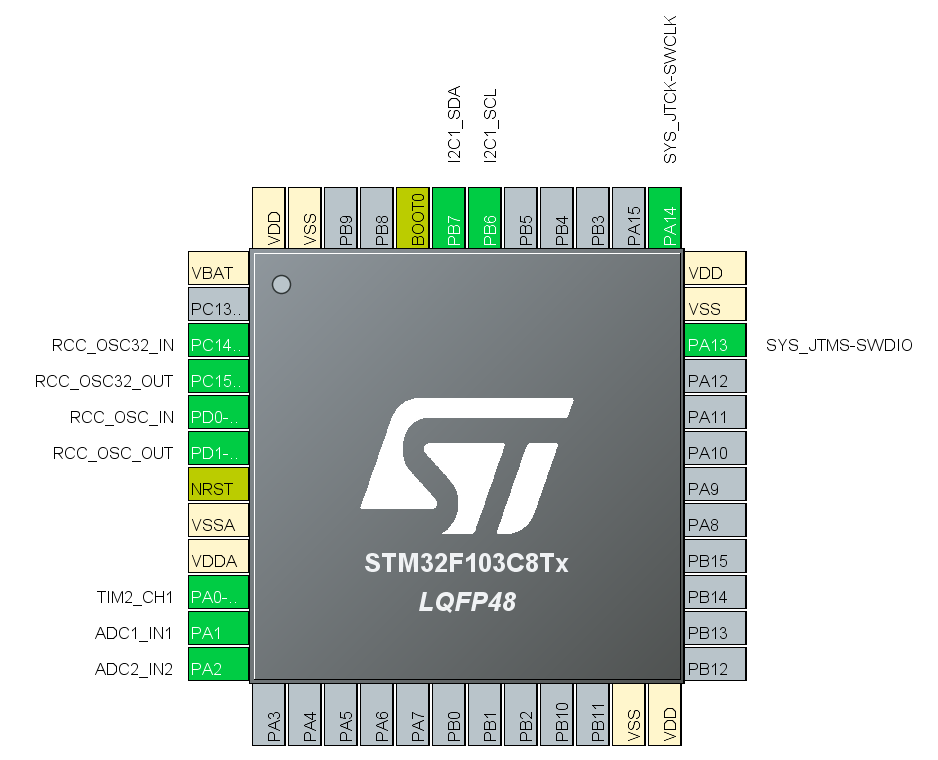 I2C1_SDA
I2C1_SCL
SYS_JTCK-SWCLK
VDD
VSS
PB9
PB8
BOOT0
PB7
PB6
PB5
PB4
PB3
PA15
PA14
VBAT
PC13..
RCC_OSC32_IN PC14..
RCC_OSC32_OUT PC15..
RCC_OSC_IN PD0-..
RCC_OSC_OUT PD1-..
NRST
VSSA
VDDA
TIM2_CH1 PA0-..
ADC1_IN1 PA1
ADC2_IN2 PA2
ST
STM32F103C8Tx
LQFP48
VDD
VSS
PA13 SYS_JTMS-SWDIO
PA12
PA11
PA10
PA9
PA8
PB15
PB14
PB13
PB12
PA3
PA4
PA5
PA6
PA7
PB0
PB1
PB2
PB10
PB11
VSS
VDD